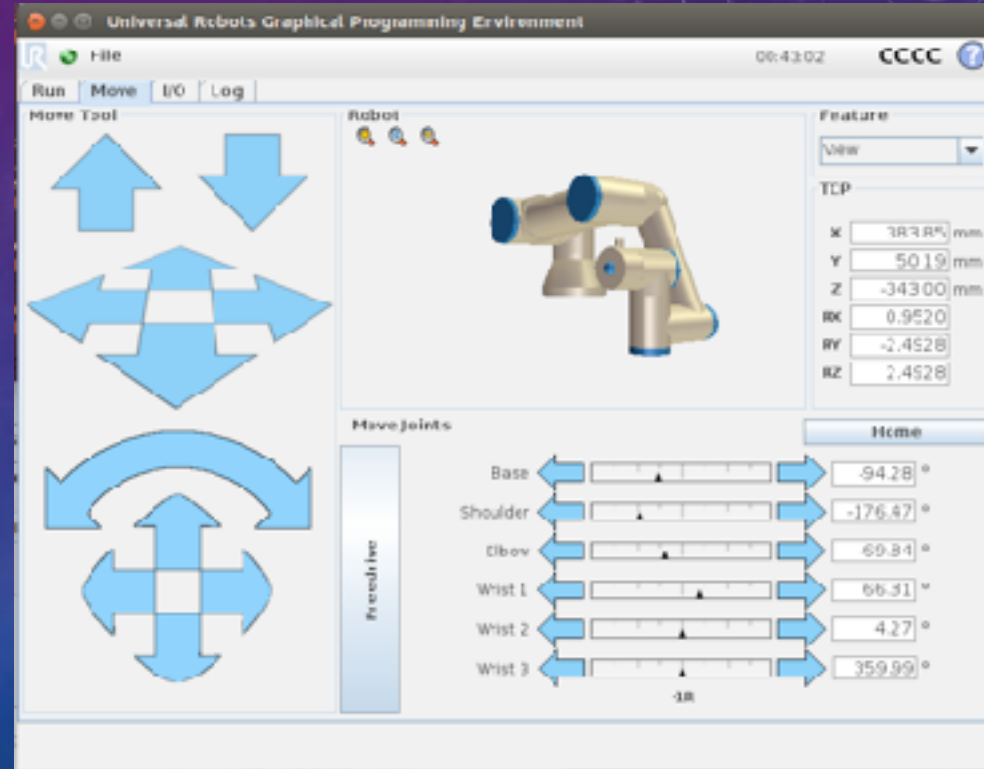 Universal Robots Graphical Programming Environment
File
00:43:02 CCCC ?
Run Move I/O Log
Move Tool
Robot
Feature
View
TCP
X 383.85 mm
Y 50.19 mm
Z -343.00 mm
RX 0.9520
RY -2.4528
RZ 2.4528
Move Joints
Home
Freedrive
Base -94.28 °
Shoulder -176.47 °
Elbow -69.84 °
Wrist 1 66.31 °
Wrist 2 4.27 °
Wrist 3 359.99 °